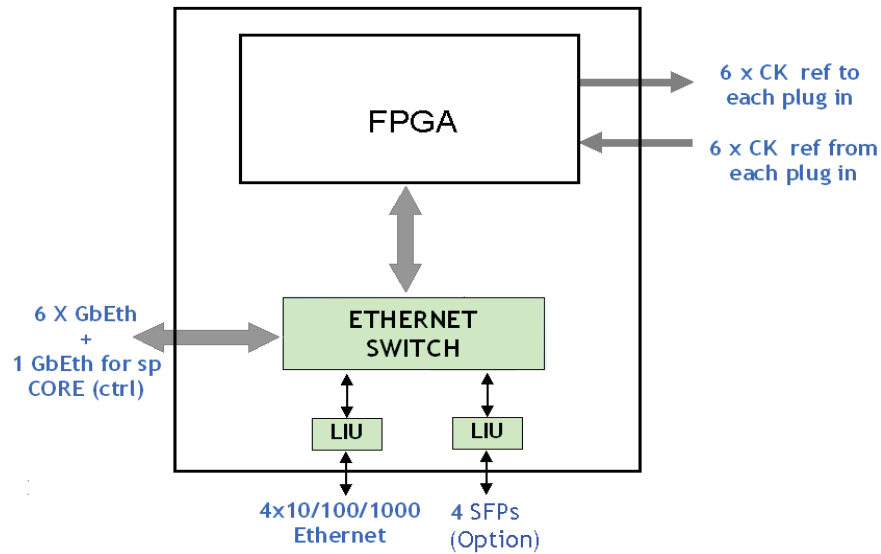 FPGA
6 x CK ref to
each plug in
6 x CK ref from
each plug in
6 X GbEth
+
1 GbEth for sp
CORE (ctrl)
ETHERNET
SWITCH
LIU
LIU
4x10/100/1000
Ethernet
4 SFPs
(Option)